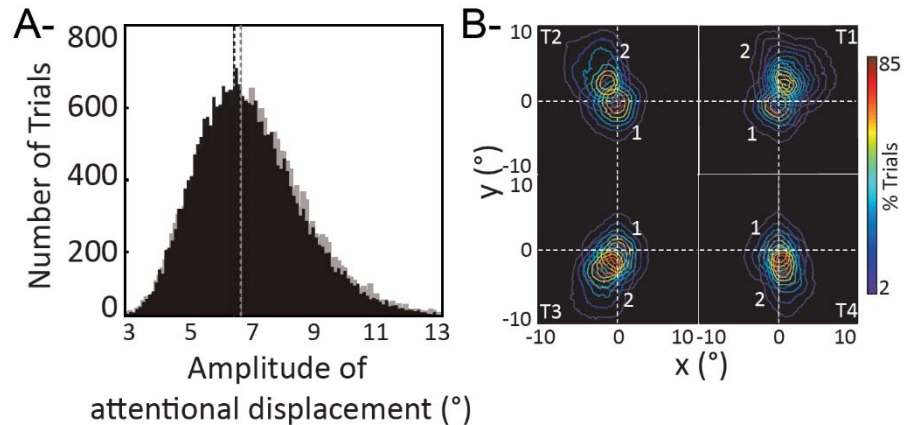 A-
800
600
400
200
0
Number of Trials
3 5 7 9 11 13
Amplitude of
attentional displacement (°)
B-
10
0
-10
10
0
-10
y (°)
T2 2
1
T1
2
1
T3
1
2
T4
1
2
-10 0 10
-10 0 10
x (°)
85
% Trials
2